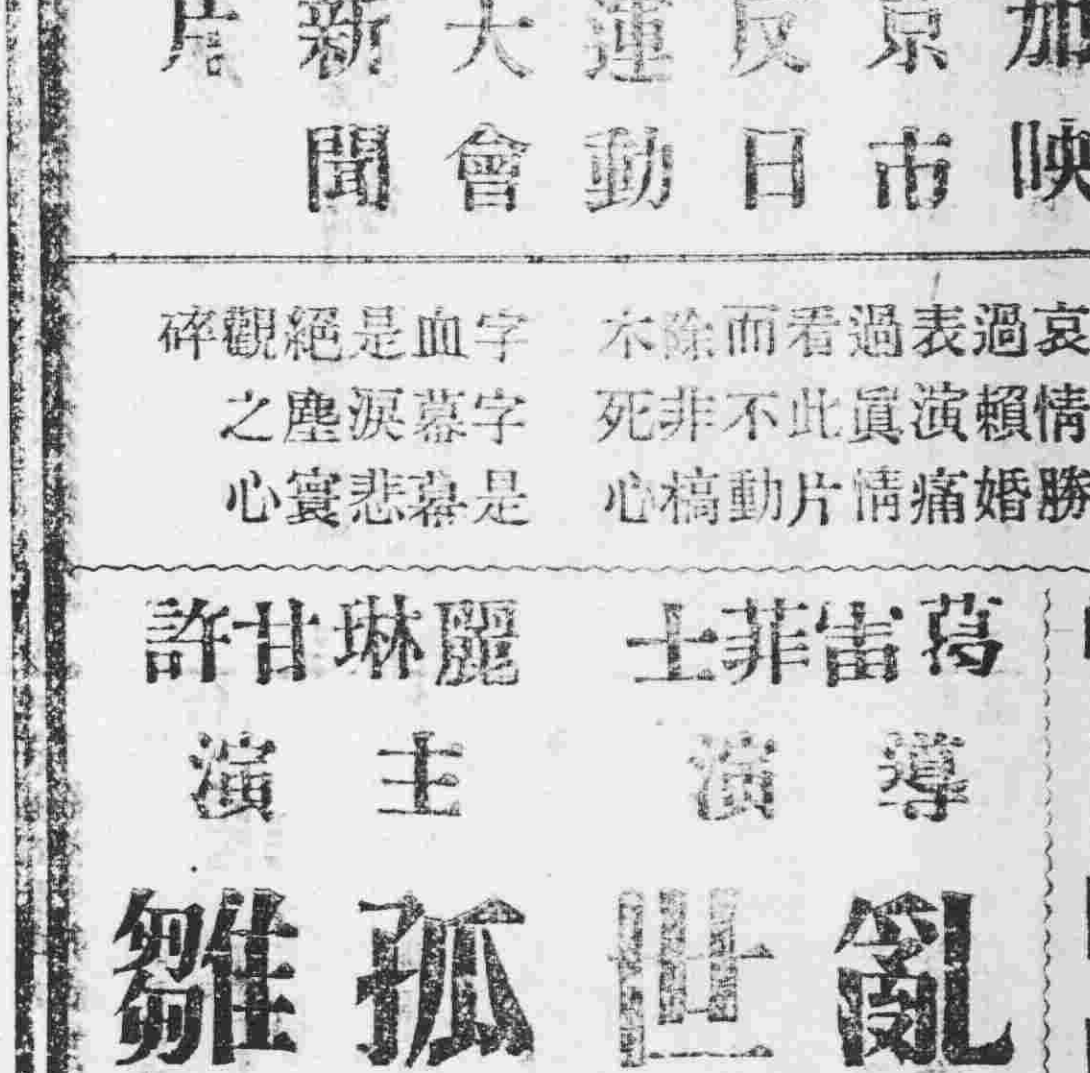 加映
京市
反日
運動
大會
新聞
片
哀情勝
過賴婚
表演痛
過眞情
看此片
而不動
除非槁
木死心
字字是
血幕幕
是淚悲
絕塵寰
觀之心
碎
葛雷菲士
導演
麗琳甘許
主演
亂世孤雛